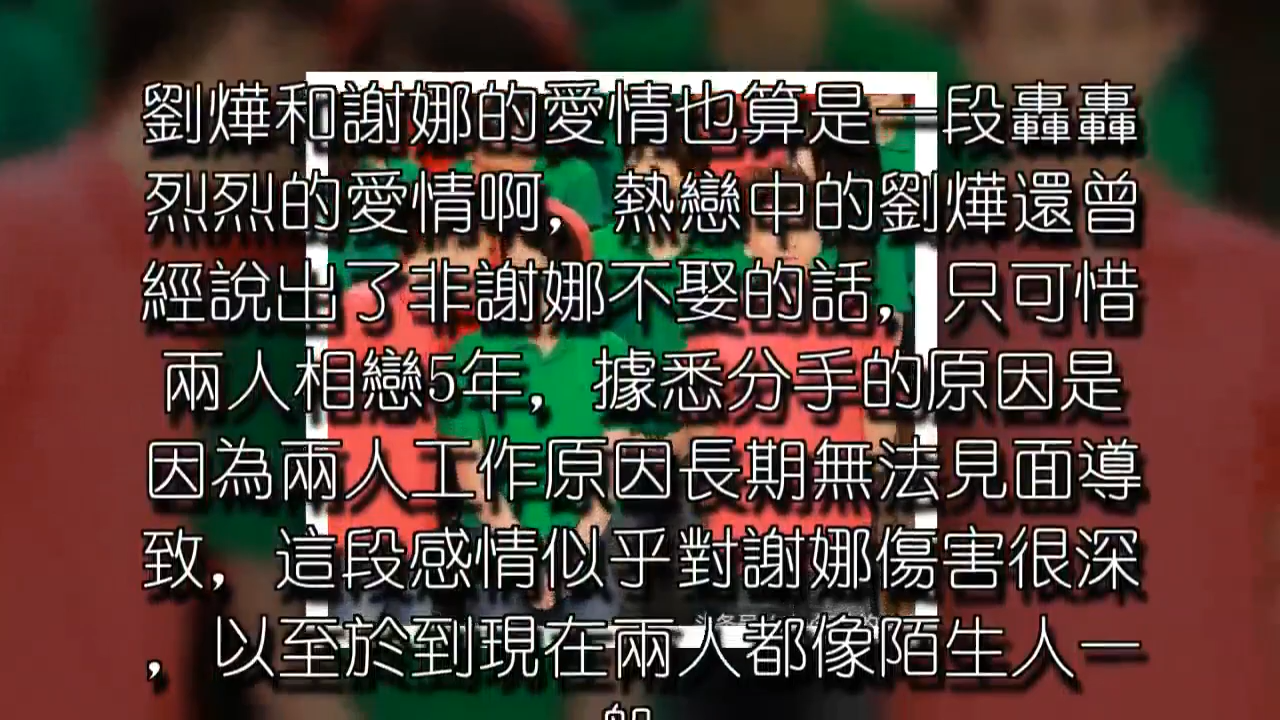 劉燁和謝娜的愛情也算是一段轟轟
烈烈的愛情啊，熱戀中的劉燁還曾
經說出了非謝娜不娶的話，只可惜
兩人相戀5年，據悉分手的原因是
因為兩人工作原因長期無法見面導
致，這段感情似乎對謝娜傷害很深
，以至於到現在兩人都像陌生人一
般